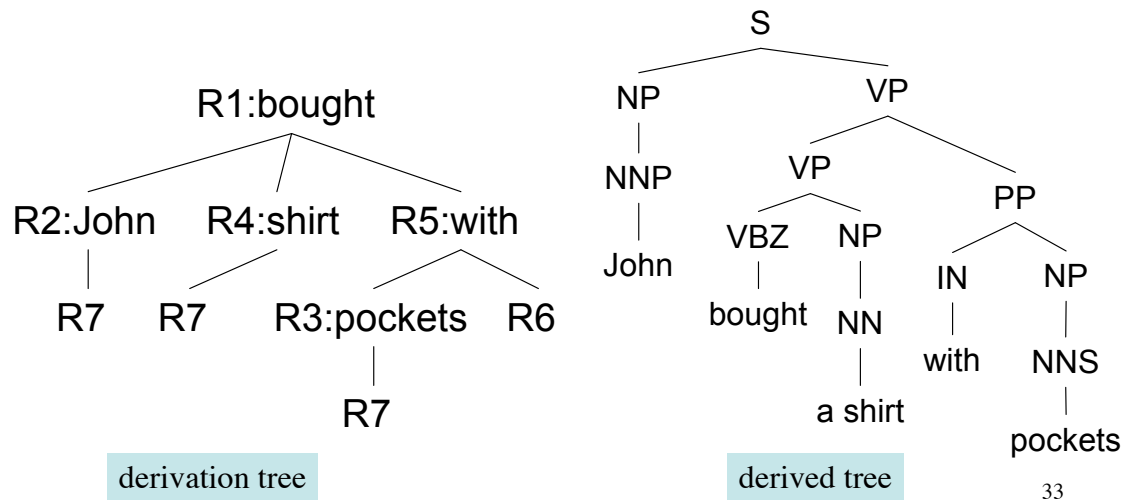 R1:bought
R2:John R4:shirt R5:with
R7 R7 R3:pockets R6
R7
derivation tree
S
NP VP
NNP VP PP
John VBZ NP IN NP
bought NN with NNS
a shirt pockets
derived tree
33